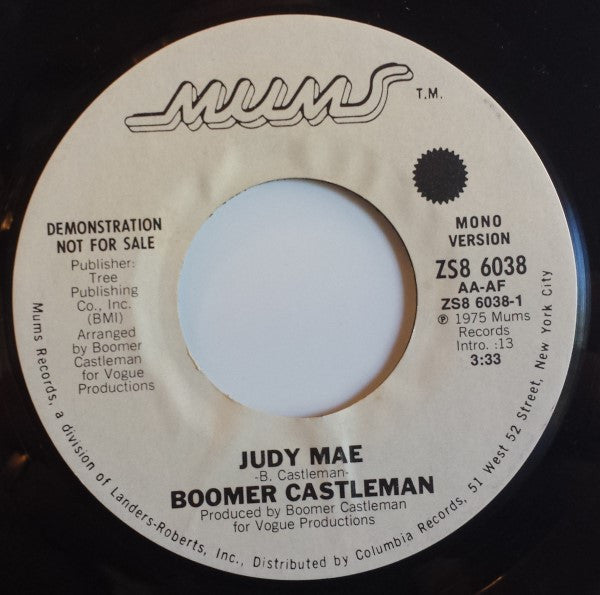 MUMS T.M.
DEMONSTRATION
NOT FOR SALE
Publisher:
Tree
Publishing
Co., Inc.
(BMI)
Arranged
by Boomer
Castleman
for Vogue
Productions
MONO
VERSION
ZS8 6038
AA-AF
ZS8 6038-1
℗ 1975 Mums
Records
Intro. :13
3:33
JUDY MAE
-B. Castleman-
BOOMER CASTLEMAN
Produced by Boomer Castleman
for Vogue Productions
Mums Records, a division of Landers-Roberts, Inc., Distributed by Columbia Records, 51 West 52 Street, New York City